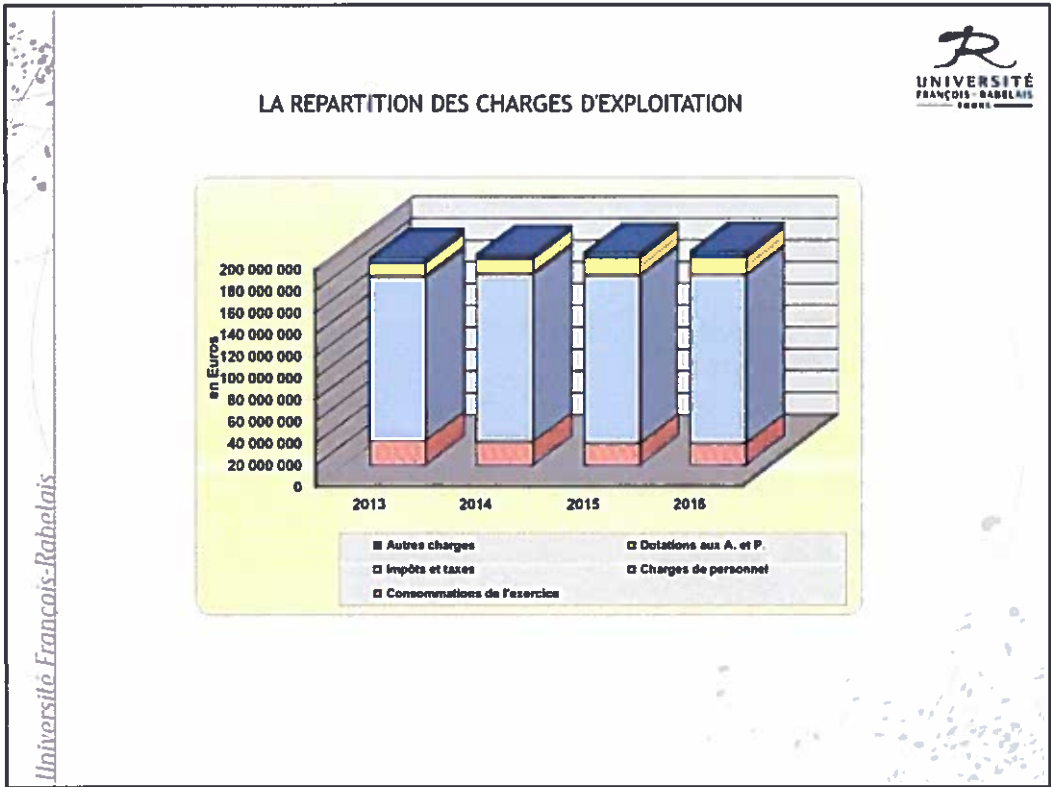 UNIVERSITÉ
FRANÇOIS - RABELAIS
TOURS
LA REPARTITION DES CHARGES D'EXPLOITATION
200 000 000
180 000 000
160 000 000
140 000 000
120 000 000
100 000 000
80 000 000
60 000 000
40 000 000
20 000 000
0
en Euros
2013 2014 2015 2016
Autres charges Dotations aux A. et P.
Impôts et taxes Charges de personnel
Consommations de l'exercice
Université François-Rabelais